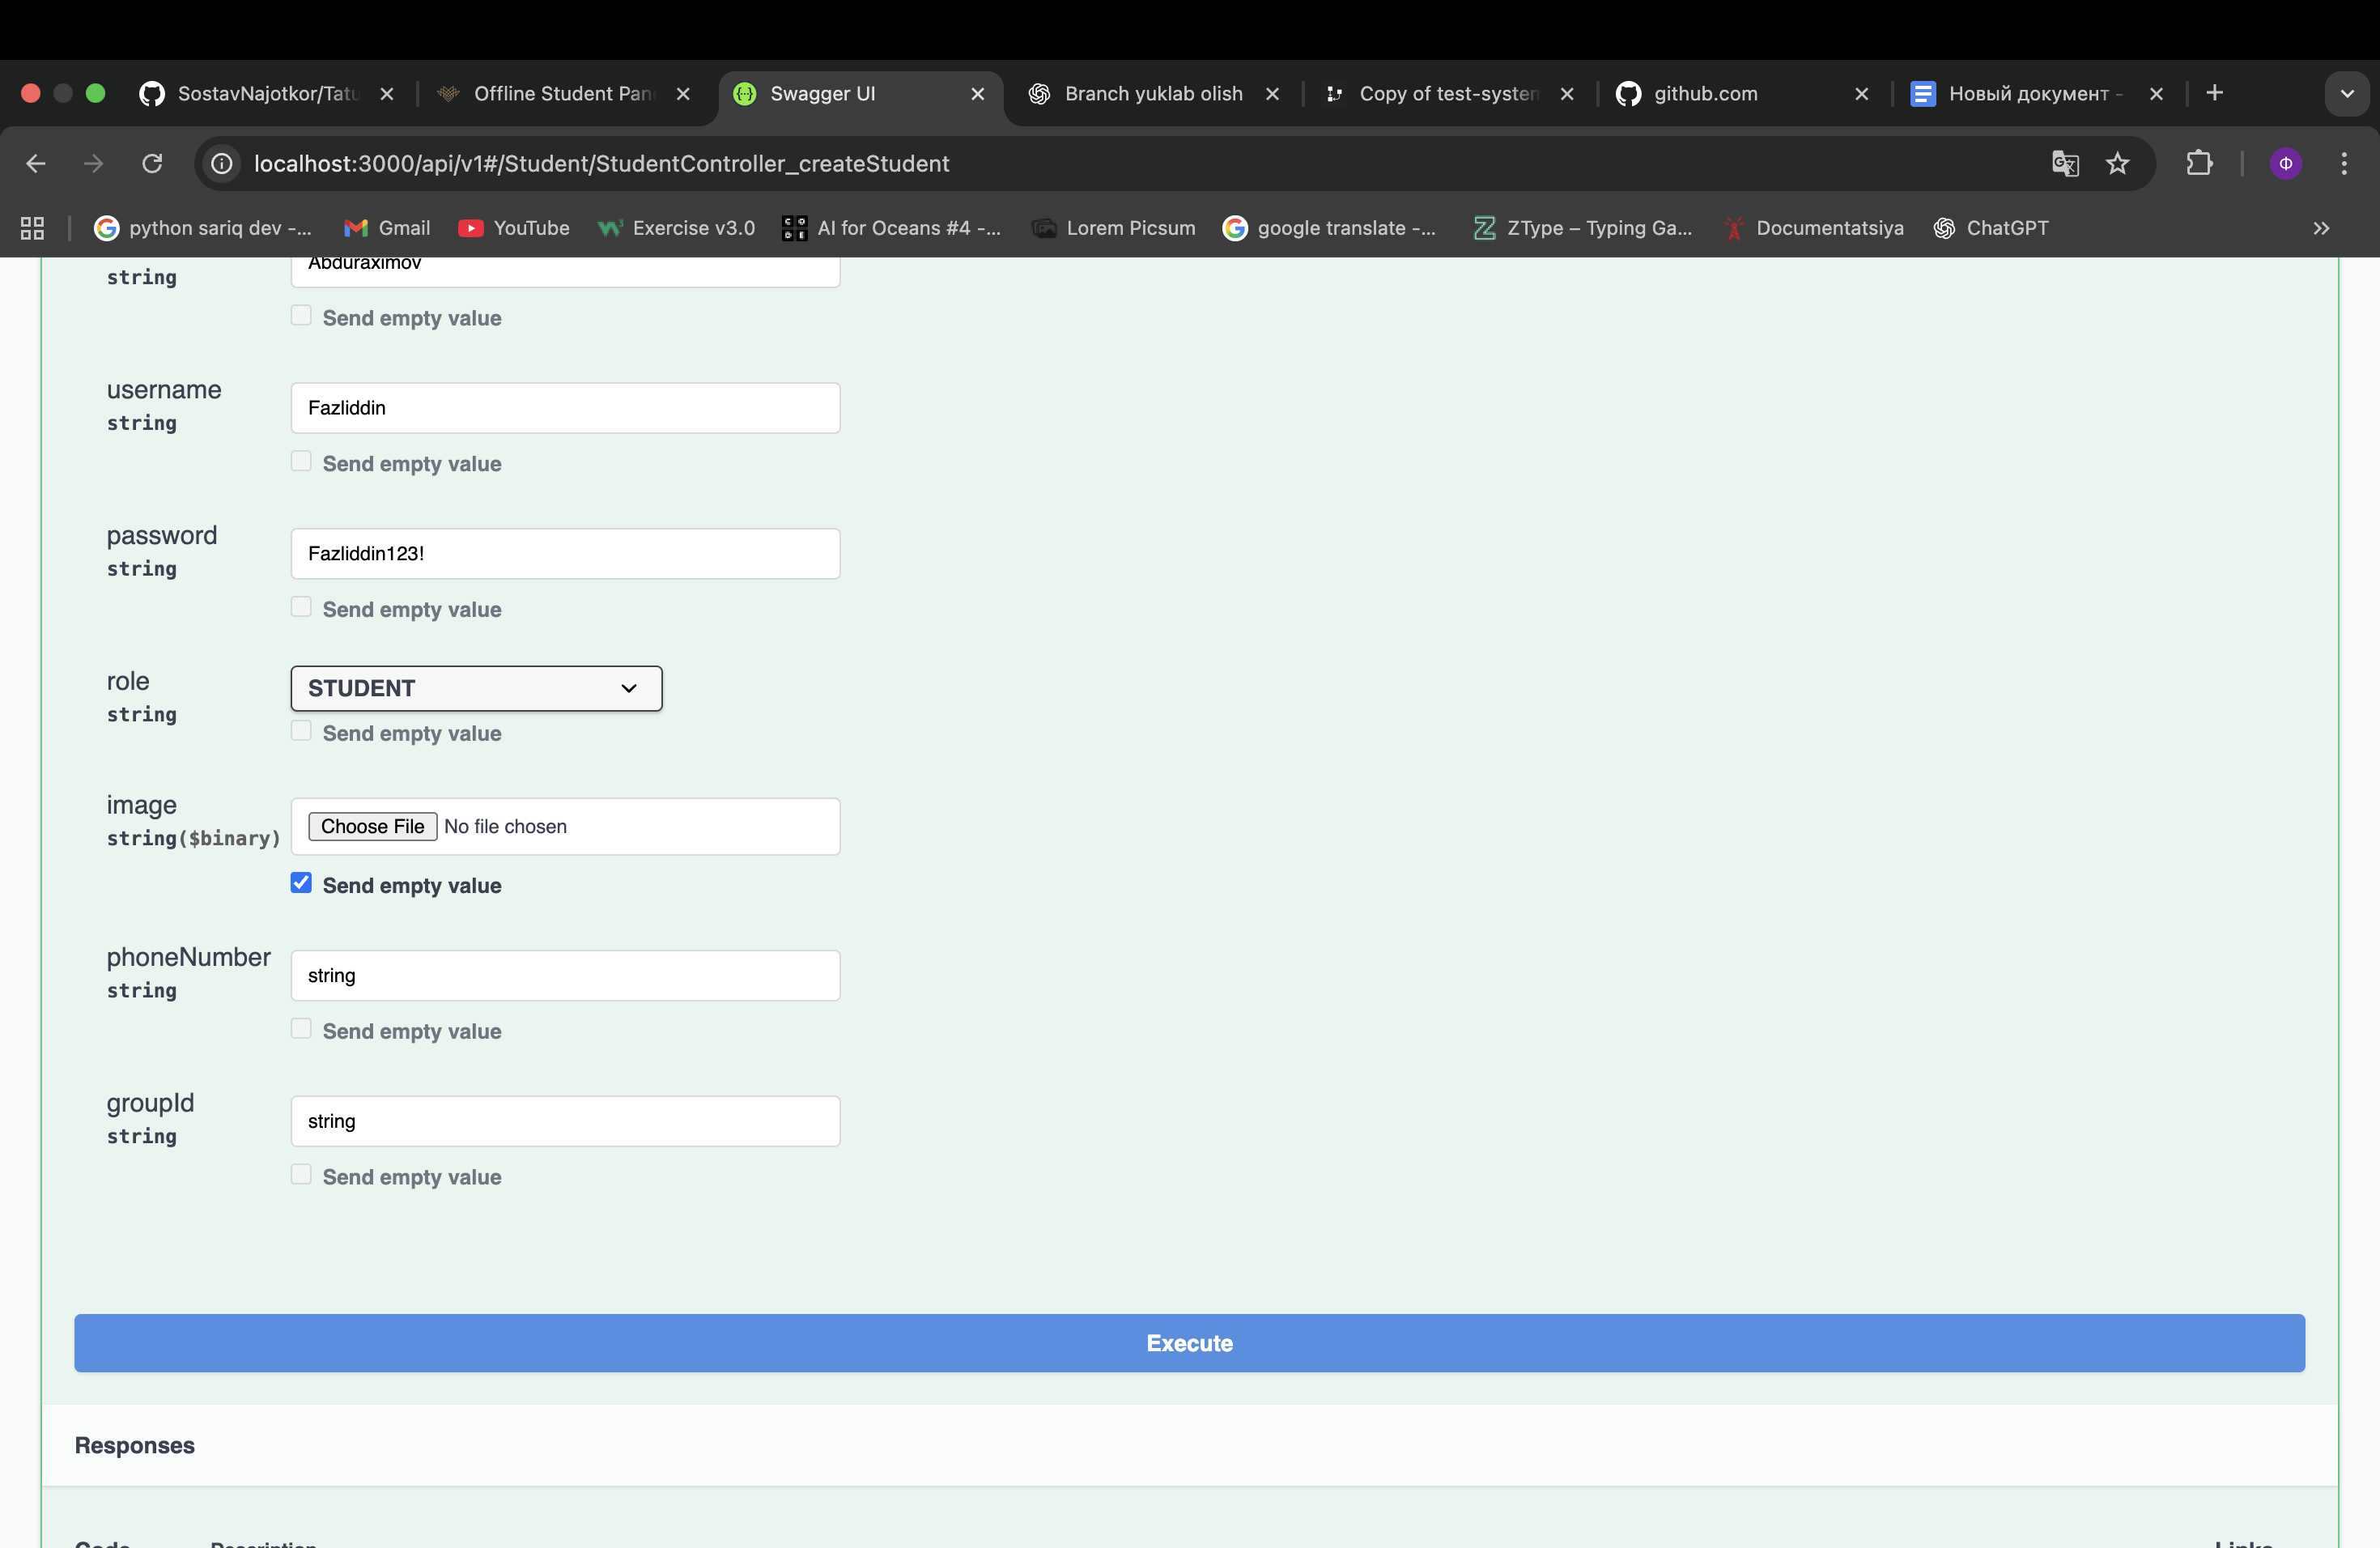 SostavNajotkor/Tatu
Offline Student Pan
Swagger UI
Branch yuklab olish
Copy of test-system
github.com
Новый документ -
localhost:3000/api/v1#/Student/StudentController_createStudent
Ф
python sariq dev -...
Gmail
YouTube
Exercise v3.0
AI for Oceans #4 -...
Lorem Picsum
google translate -...
ZType – Typing Ga...
Documentatsiya
ChatGPT
string
Abduraximov
Send empty value
username
string
Fazliddin
Send empty value
password
string
Fazliddin123!
Send empty value
role
string
STUDENT
Send empty value
image
string($binary)
Choose File No file chosen
Send empty value
phoneNumber
string
string
Send empty value
groupId
string
string
Send empty value
Execute
Responses
Code
Description
Links